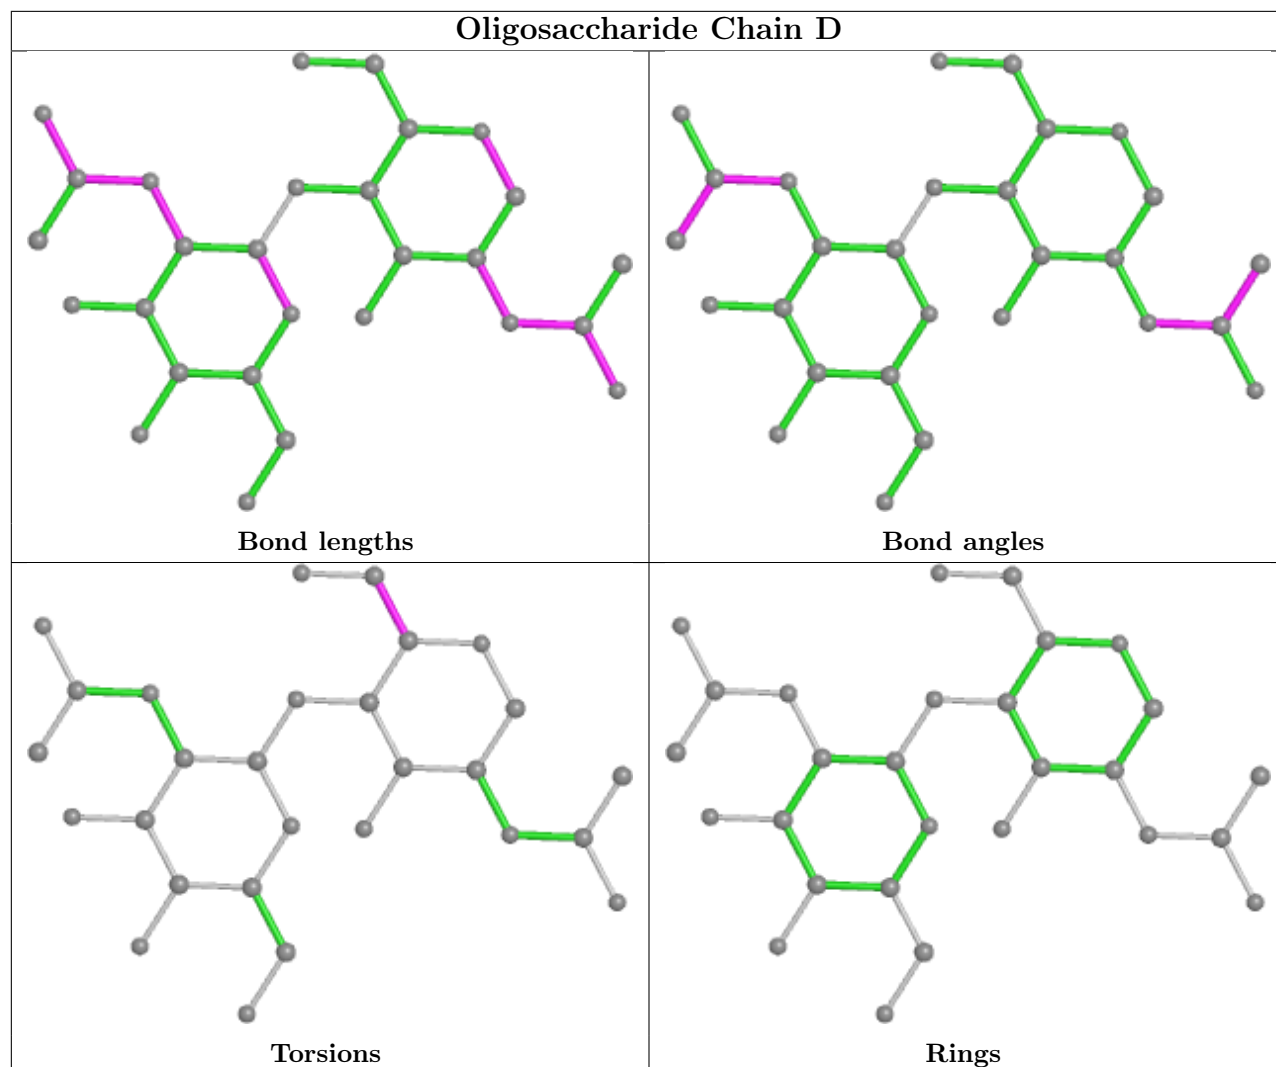 Oligosaccharide Chain D
Bond lengths
Bond angles
Torsions
Rings